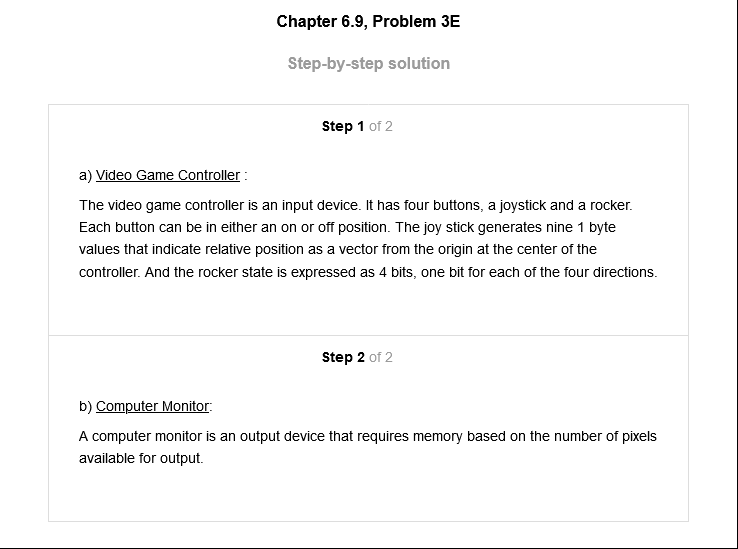 Chapter 6.9, Problem 3E
Step-by-step solution
Step 1 of 2
a) Video Game Controller :
The video game controller is an input device. It has four buttons, a joystick and a rocker.
Each button can be in either an on or off position. The joy stick generates nine 1 byte
values that indicate relative position as a vector from the origin at the center of the
controller. And the rocker state is expressed as 4 bits, one bit for each of the four directions.
Step 2 of 2
b) Computer Monitor:
A computer monitor is an output device that requires memory based on the number of pixels
available for output.